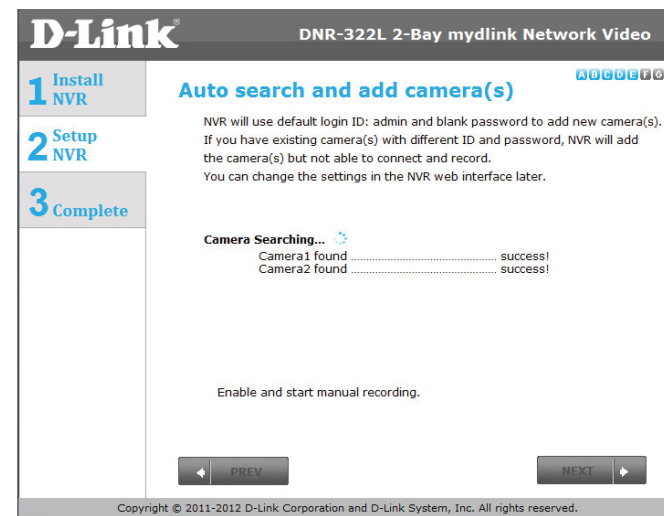 D-Link®
DNR-322L 2-Bay mydlink Network Video
1 Install
NVR
2 Setup
NVR
3 Complete
A B C D E F G
Auto search and add camera(s)
NVR will use default login ID: admin and blank password to add new camera(s).
If you have existing camera(s) with different ID and password, NVR will add
the camera(s) but not able to connect and record.
You can change the settings in the NVR web interface later.
Camera Searching...
Camera1 found ................................................ success!
Camera2 found ................................................ success!
Enable and start manual recording.
PREV
NEXT
Copyright © 2011-2012 D-Link Corporation and D-Link System, Inc. All rights reserved.